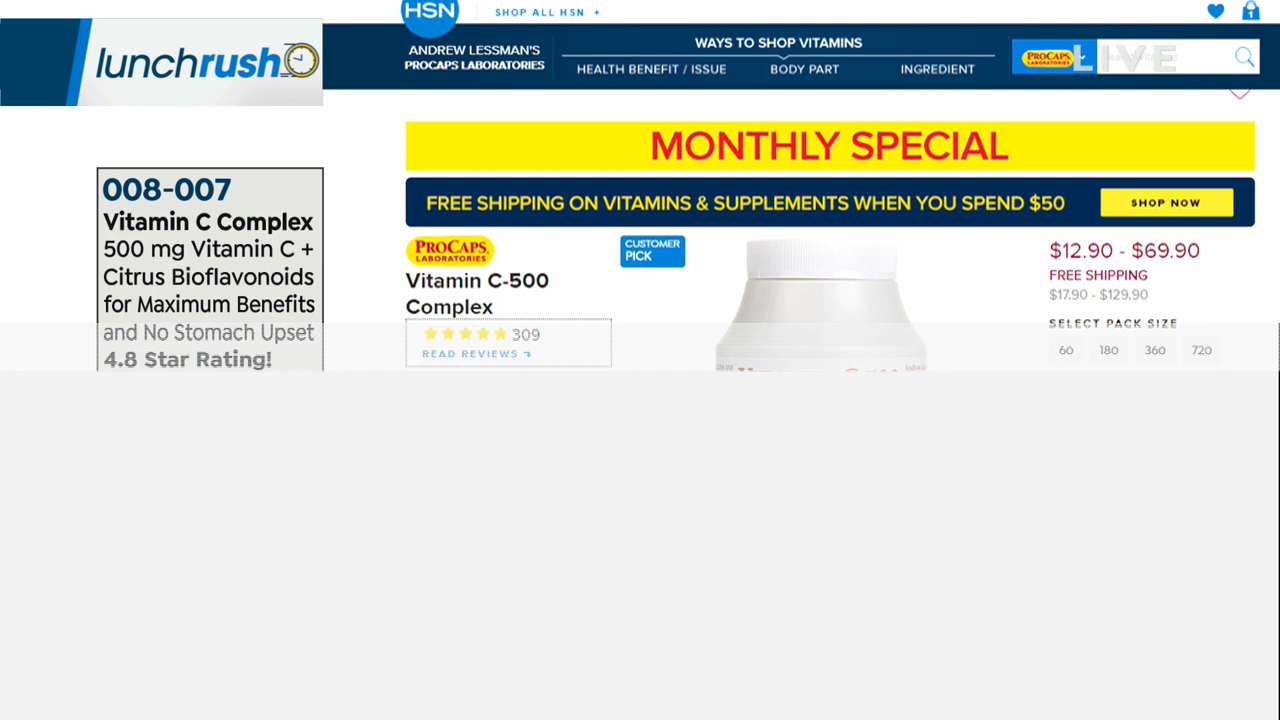 HSN
SHOP ALL HSN +
lunchrush
ANDREW LESSMAN'S
PROCAPS LABORATORIES
WAYS TO SHOP VITAMINS
HEALTH BENEFIT / ISSUE
BODY PART
INGREDIENT
PROCAPS
LABORATORIES
LIVE
MONTHLY SPECIAL
FREE SHIPPING ON VITAMINS & SUPPLEMENTS WHEN YOU SPEND $50
SHOP NOW
008-007
Vitamin C Complex
500 mg Vitamin C +
Citrus Bioflavonoids
for Maximum Benefits
and No Stomach Upset
4.8 Star Rating!
PROCAPS
LABORATORIES
Vitamin C-500
Complex
309
READ REVIEWS
CUSTOMER
PICK
$12.90 - $69.90
FREE SHIPPING
$17.90 - $129.90
SELECT PACK SIZE
60
180
360
720